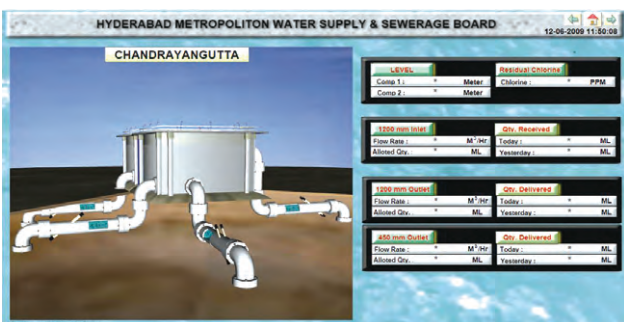 HYDERABAD METROPOLITON WATER SUPPLY & SEWERAGE BOARD
12-06-2009 11:50:08
CHANDRAYANGUTTA
LEVEL
Comp 1 : * Meter
Comp 2 : * Meter
Residual Chlorine
Chlorine : * PPM
1200 mm Inlet
Flow Rate : * M³/Hr
Alloted Qty. * ML
Qty. Received
Today : * ML
Yesterday : * ML
1200 mm Outlet
Flow Rate : * M³/Hr
Alloted Qty. * ML
Qty. Delivered
Today : * ML
Yesterday : * ML
450 mm Outlet
Flow Rate : * M³/Hr
Alloted Qty. * ML
Qty. Delivered
Today : * ML
Yesterday : * ML